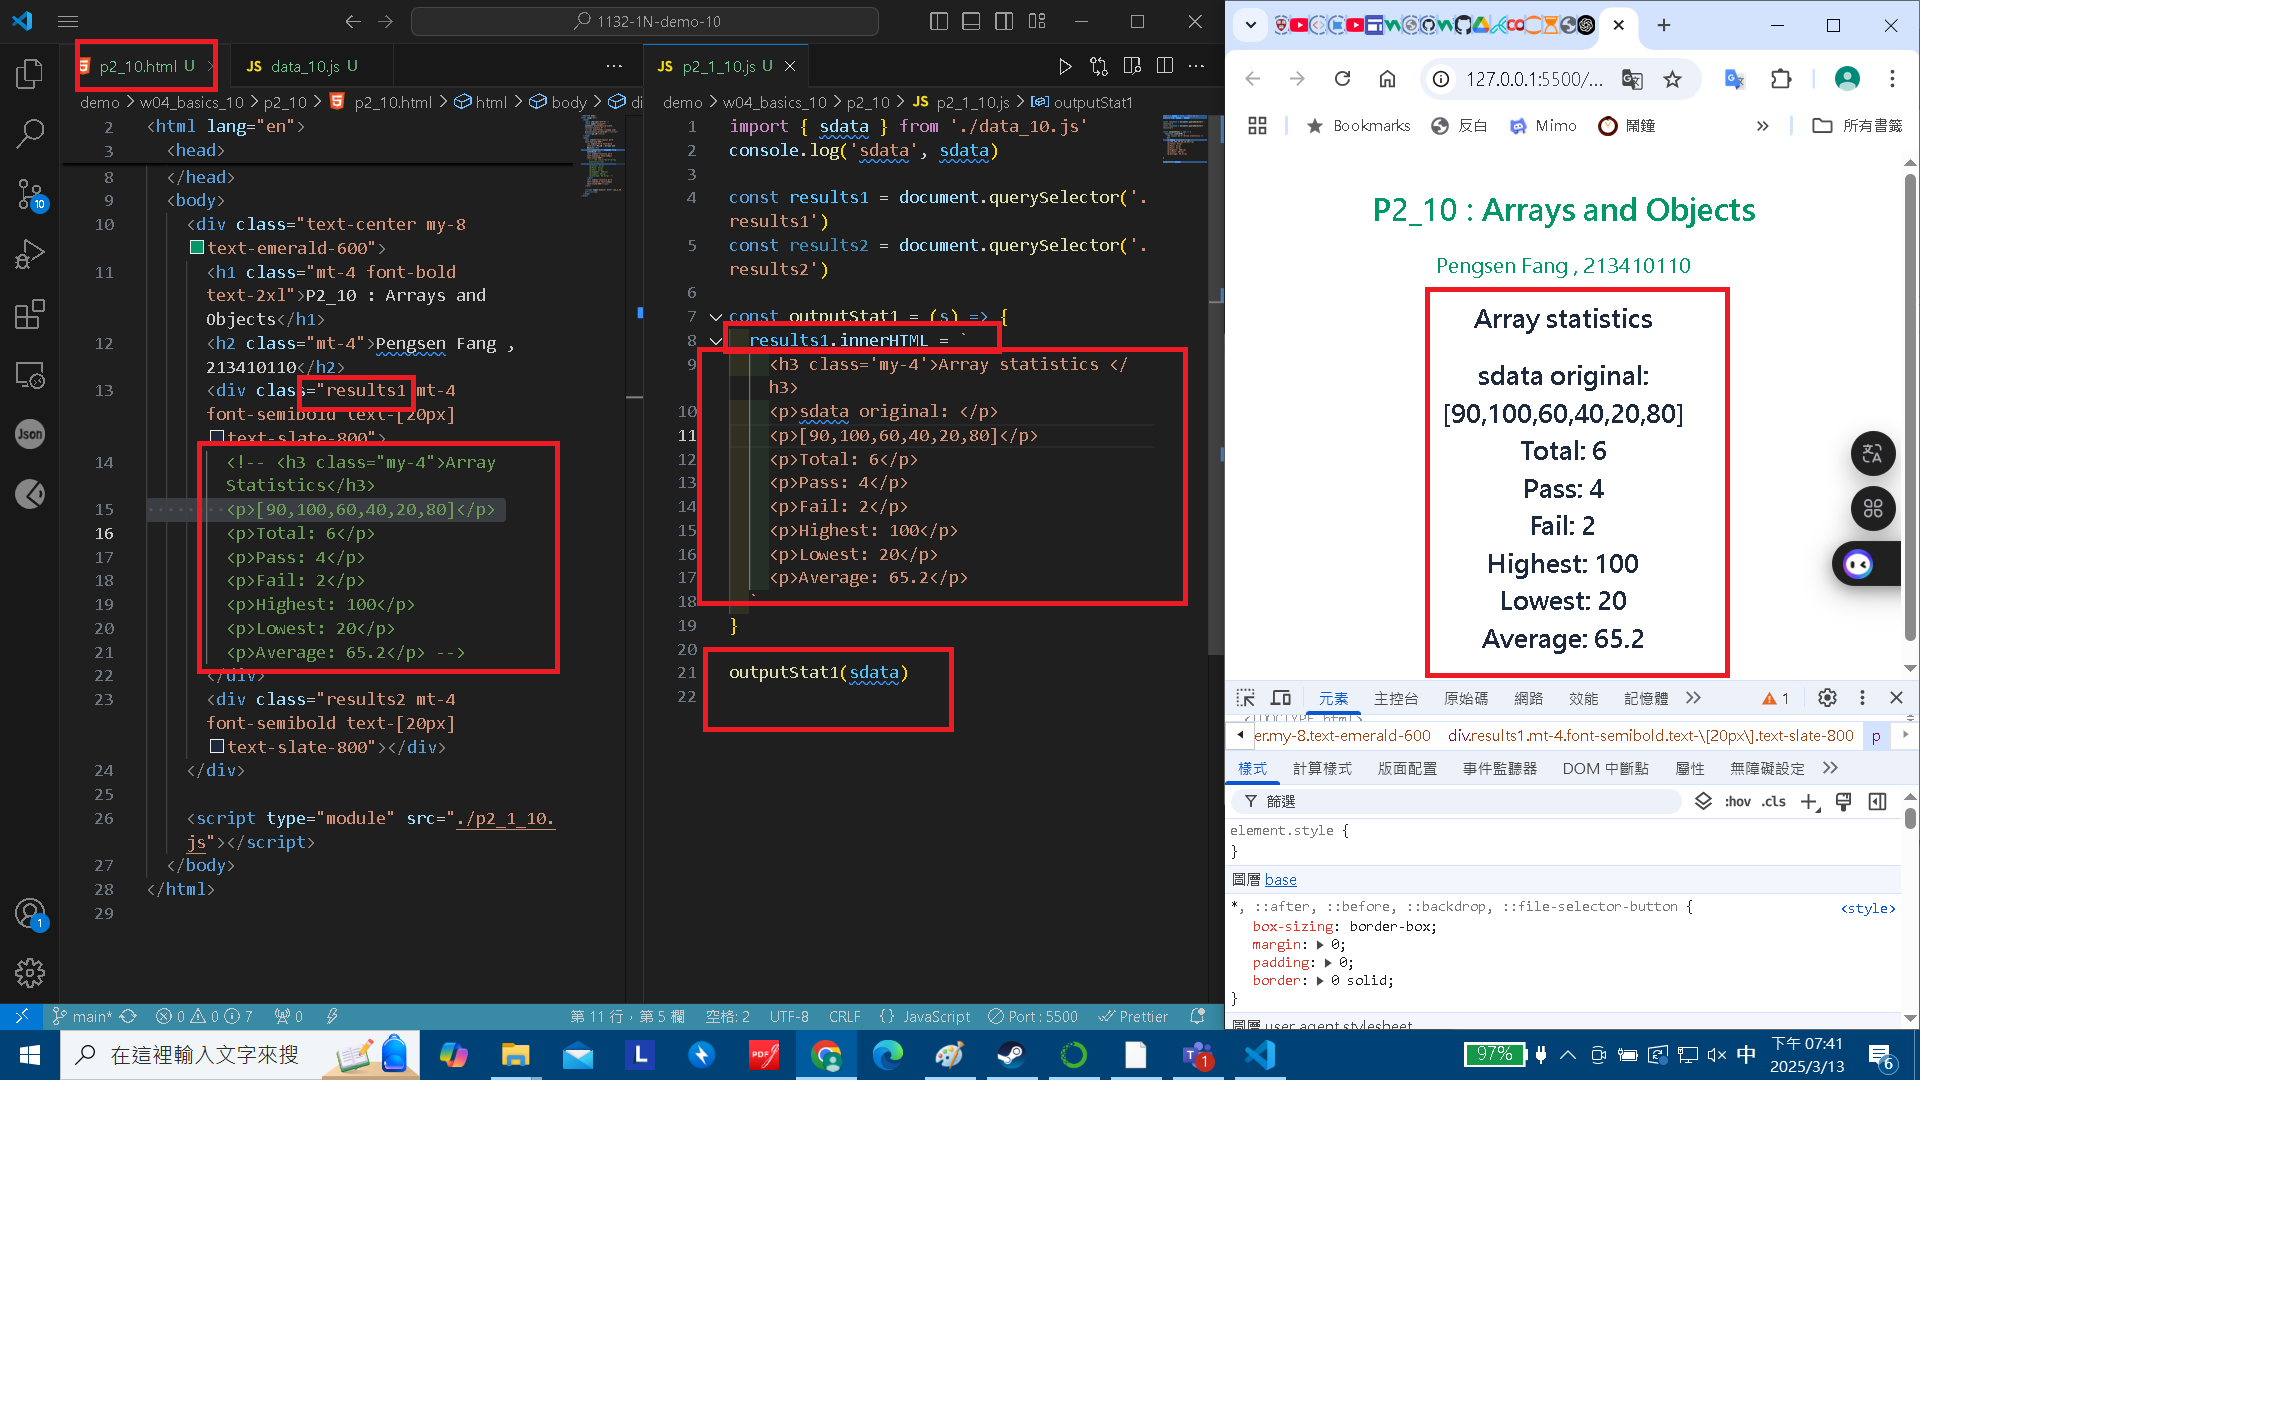 1132-1N-demo-10
p2_10.html U
JS data_10.js U
demo > w04_basics_10 > p2_10 > p2_10.html > html > body > di
2 <html lang="en">
3 <head>
8 </head>
9 <body>
10 <div class="text-center my-8
text-emerald-600">
11 <h1 class="mt-4 font-bold
text-2xl">P2_10 : Arrays and
Objects</h1>
12 <h2 class="mt-4">Pengsen Fang ,
213410110</h2>
13 <div class="results1 mt-4
font-semibold text-[20px]
text-slate-800">
14 <!-- <h3 class="my-4">Array
Statistics</h3>
15 <p>[90,100,60,40,20,80]</p>
16 <p>Total: 6</p>
17 <p>Pass: 4</p>
18 <p>Fail: 2</p>
19 <p>Highest: 100</p>
20 <p>Lowest: 20</p>
21 <p>Average: 65.2</p> -->
22 </div>
23 <div class="results2 mt-4
font-semibold text-[20px]
text-slate-800"></div>
24 </div>
25
26 <script type="module" src="./p2_1_10.
js"></script>
27 </body>
28 </html>
29
JS p2_1_10.js U
demo > w04_basics_10 > p2_10 > JS p2_1_10.js > outputStat1
1 import { sdata } from './data_10.js'
2 console.log('sdata', sdata)
3
4 const results1 = document.querySelector('.
results1')
5 const results2 = document.querySelector('.
results2')
6
7 const outputStat1 = (s) => {
8 results1.innerHTML = `
9 <h3 class='my-4'>Array statistics </
h3>
10 <p>sdata original: </p>
11 <p>[90,100,60,40,20,80]</p>
12 <p>Total: 6</p>
13 <p>Pass: 4</p>
14 <p>Fail: 2</p>
15 <p>Highest: 100</p>
16 <p>Lowest: 20</p>
17 <p>Average: 65.2</p>
18 `
19 }
20
21 outputStat1(sdata)
22
10
Json
1
main* 0 0 7 0
第 11 行，第 5 欄 空格: 2 UTF-8 CRLF {} JavaScript Port : 5500 Prettier
127.0.0.1:5500/...
Bookmarks 反白 Mimo 鬧鐘 » 所有書籤
P2_10 : Arrays and Objects
Pengsen Fang , 213410110
Array statistics
sdata original:
[90,100,60,40,20,80]
Total: 6
Pass: 4
Fail: 2
Highest: 100
Lowest: 20
Average: 65.2
元素 主控台 原始碼 網路 效能 記憶體 » 1
<!DOCTYPE html>
er.my-8.text-emerald-600 div.results1.mt-4.font-semibold.text-\[20px\].text-slate-800 p
樣式 計算樣式 版面配置 事件監聽器 DOM 中斷點 屬性 無障礙設定 »
篩選 :hov .cls
element.style {
}
圖層 base
*, ::after, ::before, ::backdrop, ::file-selector-button { <style>
box-sizing: border-box;
margin: 0;
padding: 0;
border: 0 solid;
}
圖層 user agent stylesheet
在這裡輸入文字來搜
L
PDF
1
97%
中
下午 07:41
2025/3/13
6